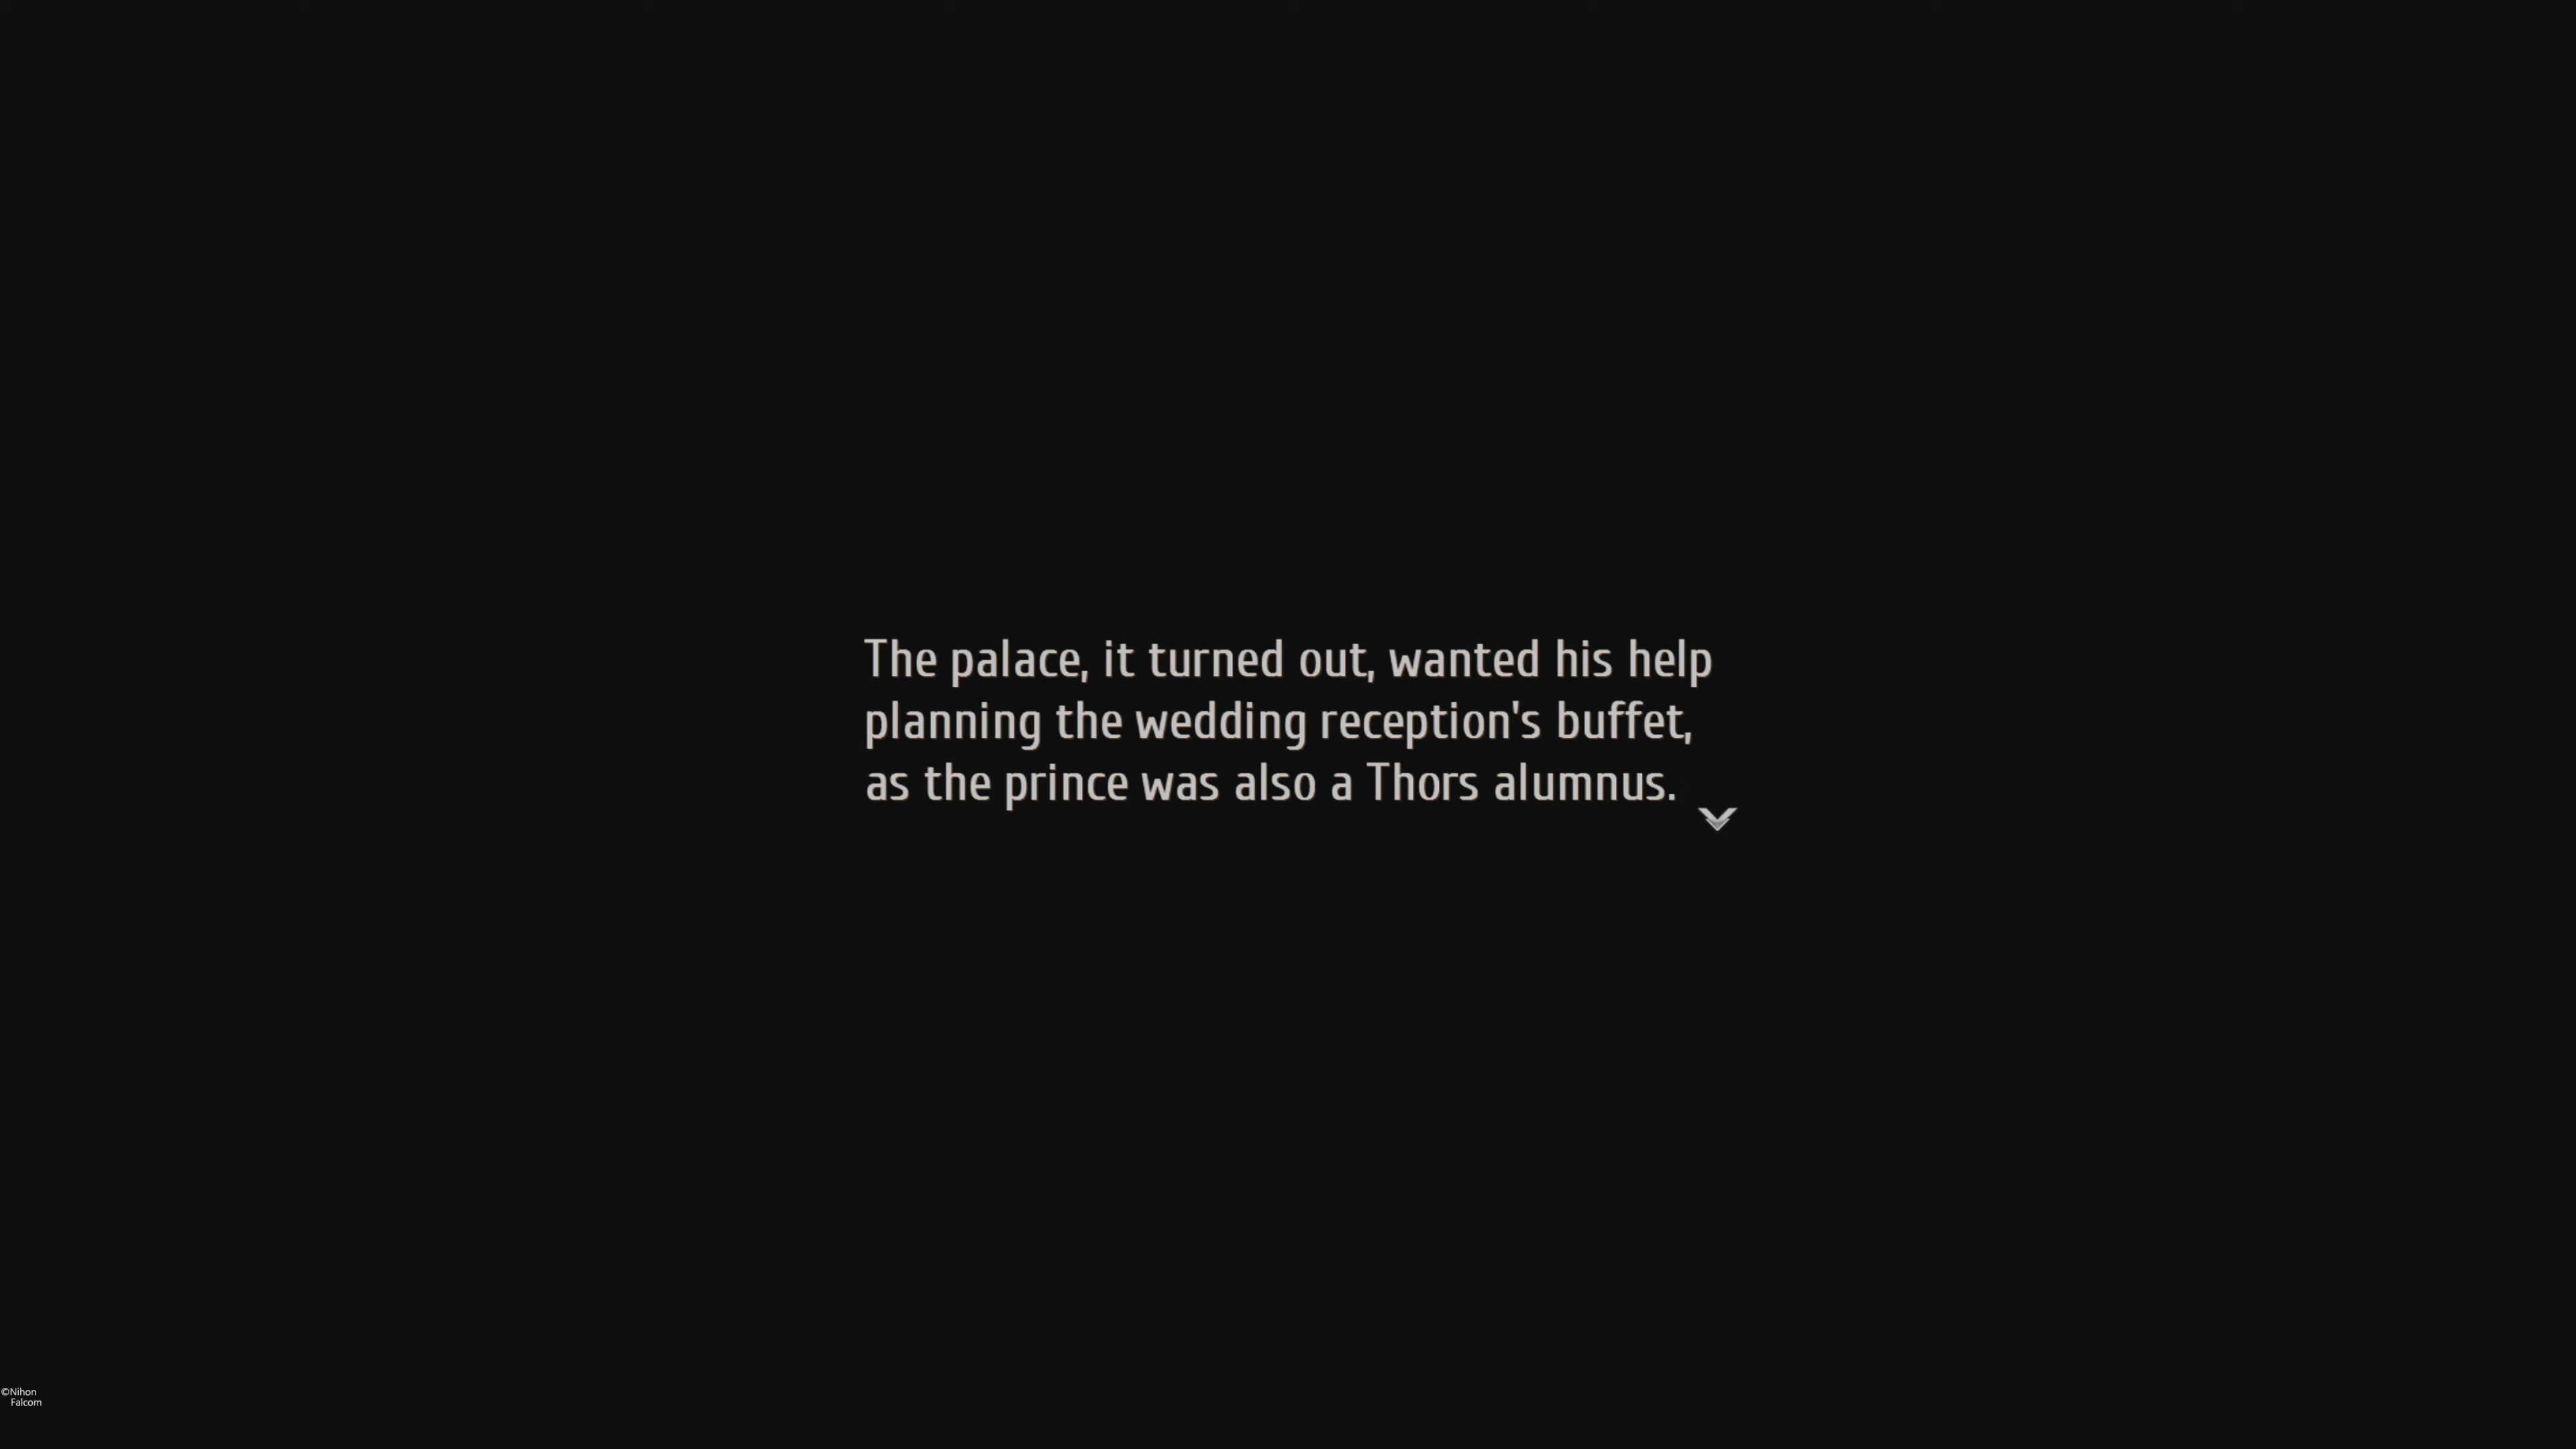 The palace, it turned out, wanted his help
planning the wedding reception's buffet,
as the prince was also a Thors alumnus.
©Nihon
Falcom